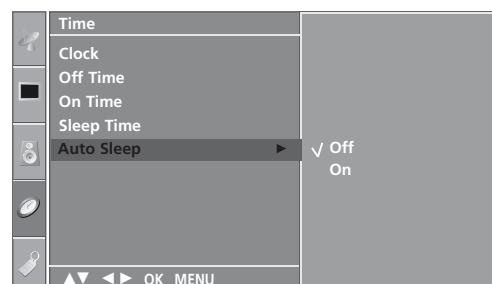 Time
Clock
Off Time
On Time
Sleep Time
Auto Sleep ►
√ Off
On
▲▼ ◄► OK MENU